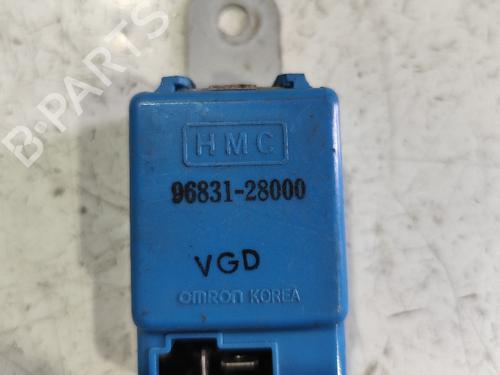 HMC
96831-28000
VGD
OMRON KOREA
B-PARTS